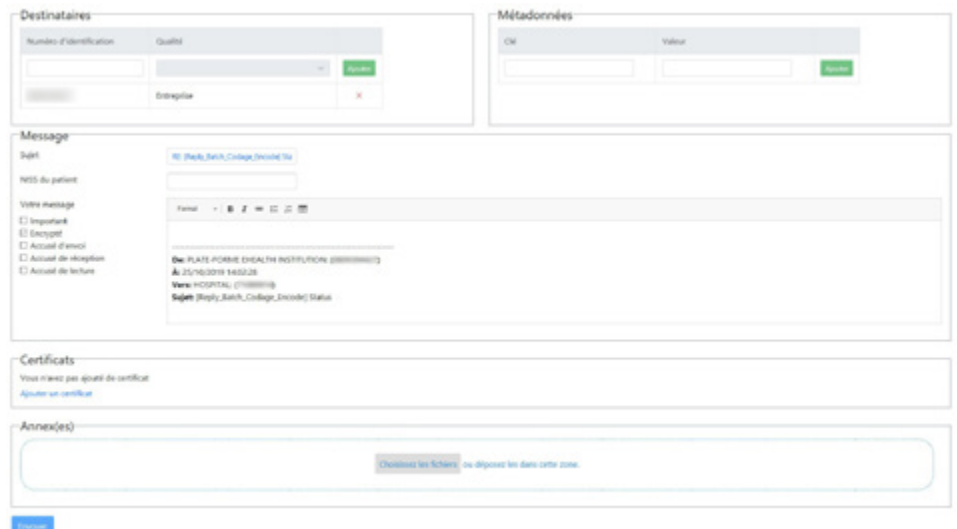 Destinataires
Numéro d'identification Qualité
Ajouter
Entreprise ×
Métadonnées
Clé Valeur
Ajouter
Message
Sujet RE: [Reply_Batch_Codage_Encode] Sta
NISS du patient
Votre message
Format B I
Important
Encrypté
Accusé d'envoi
Accusé de réception
Accusé de lecture
De: PLATE-FORME EHEALTH INSTITUTION: (
À: 25/10/2019 14:02:28
Vers: HOSPITAL: (
Sujet: [Reply_Batch_Codage_Encode] Status
Certificats
Vous n'avez pas ajouté de certificat
Ajouter un certificat
Annex(es)
Choisissez les fichiers ou déposez les dans cette zone.
Envoyer